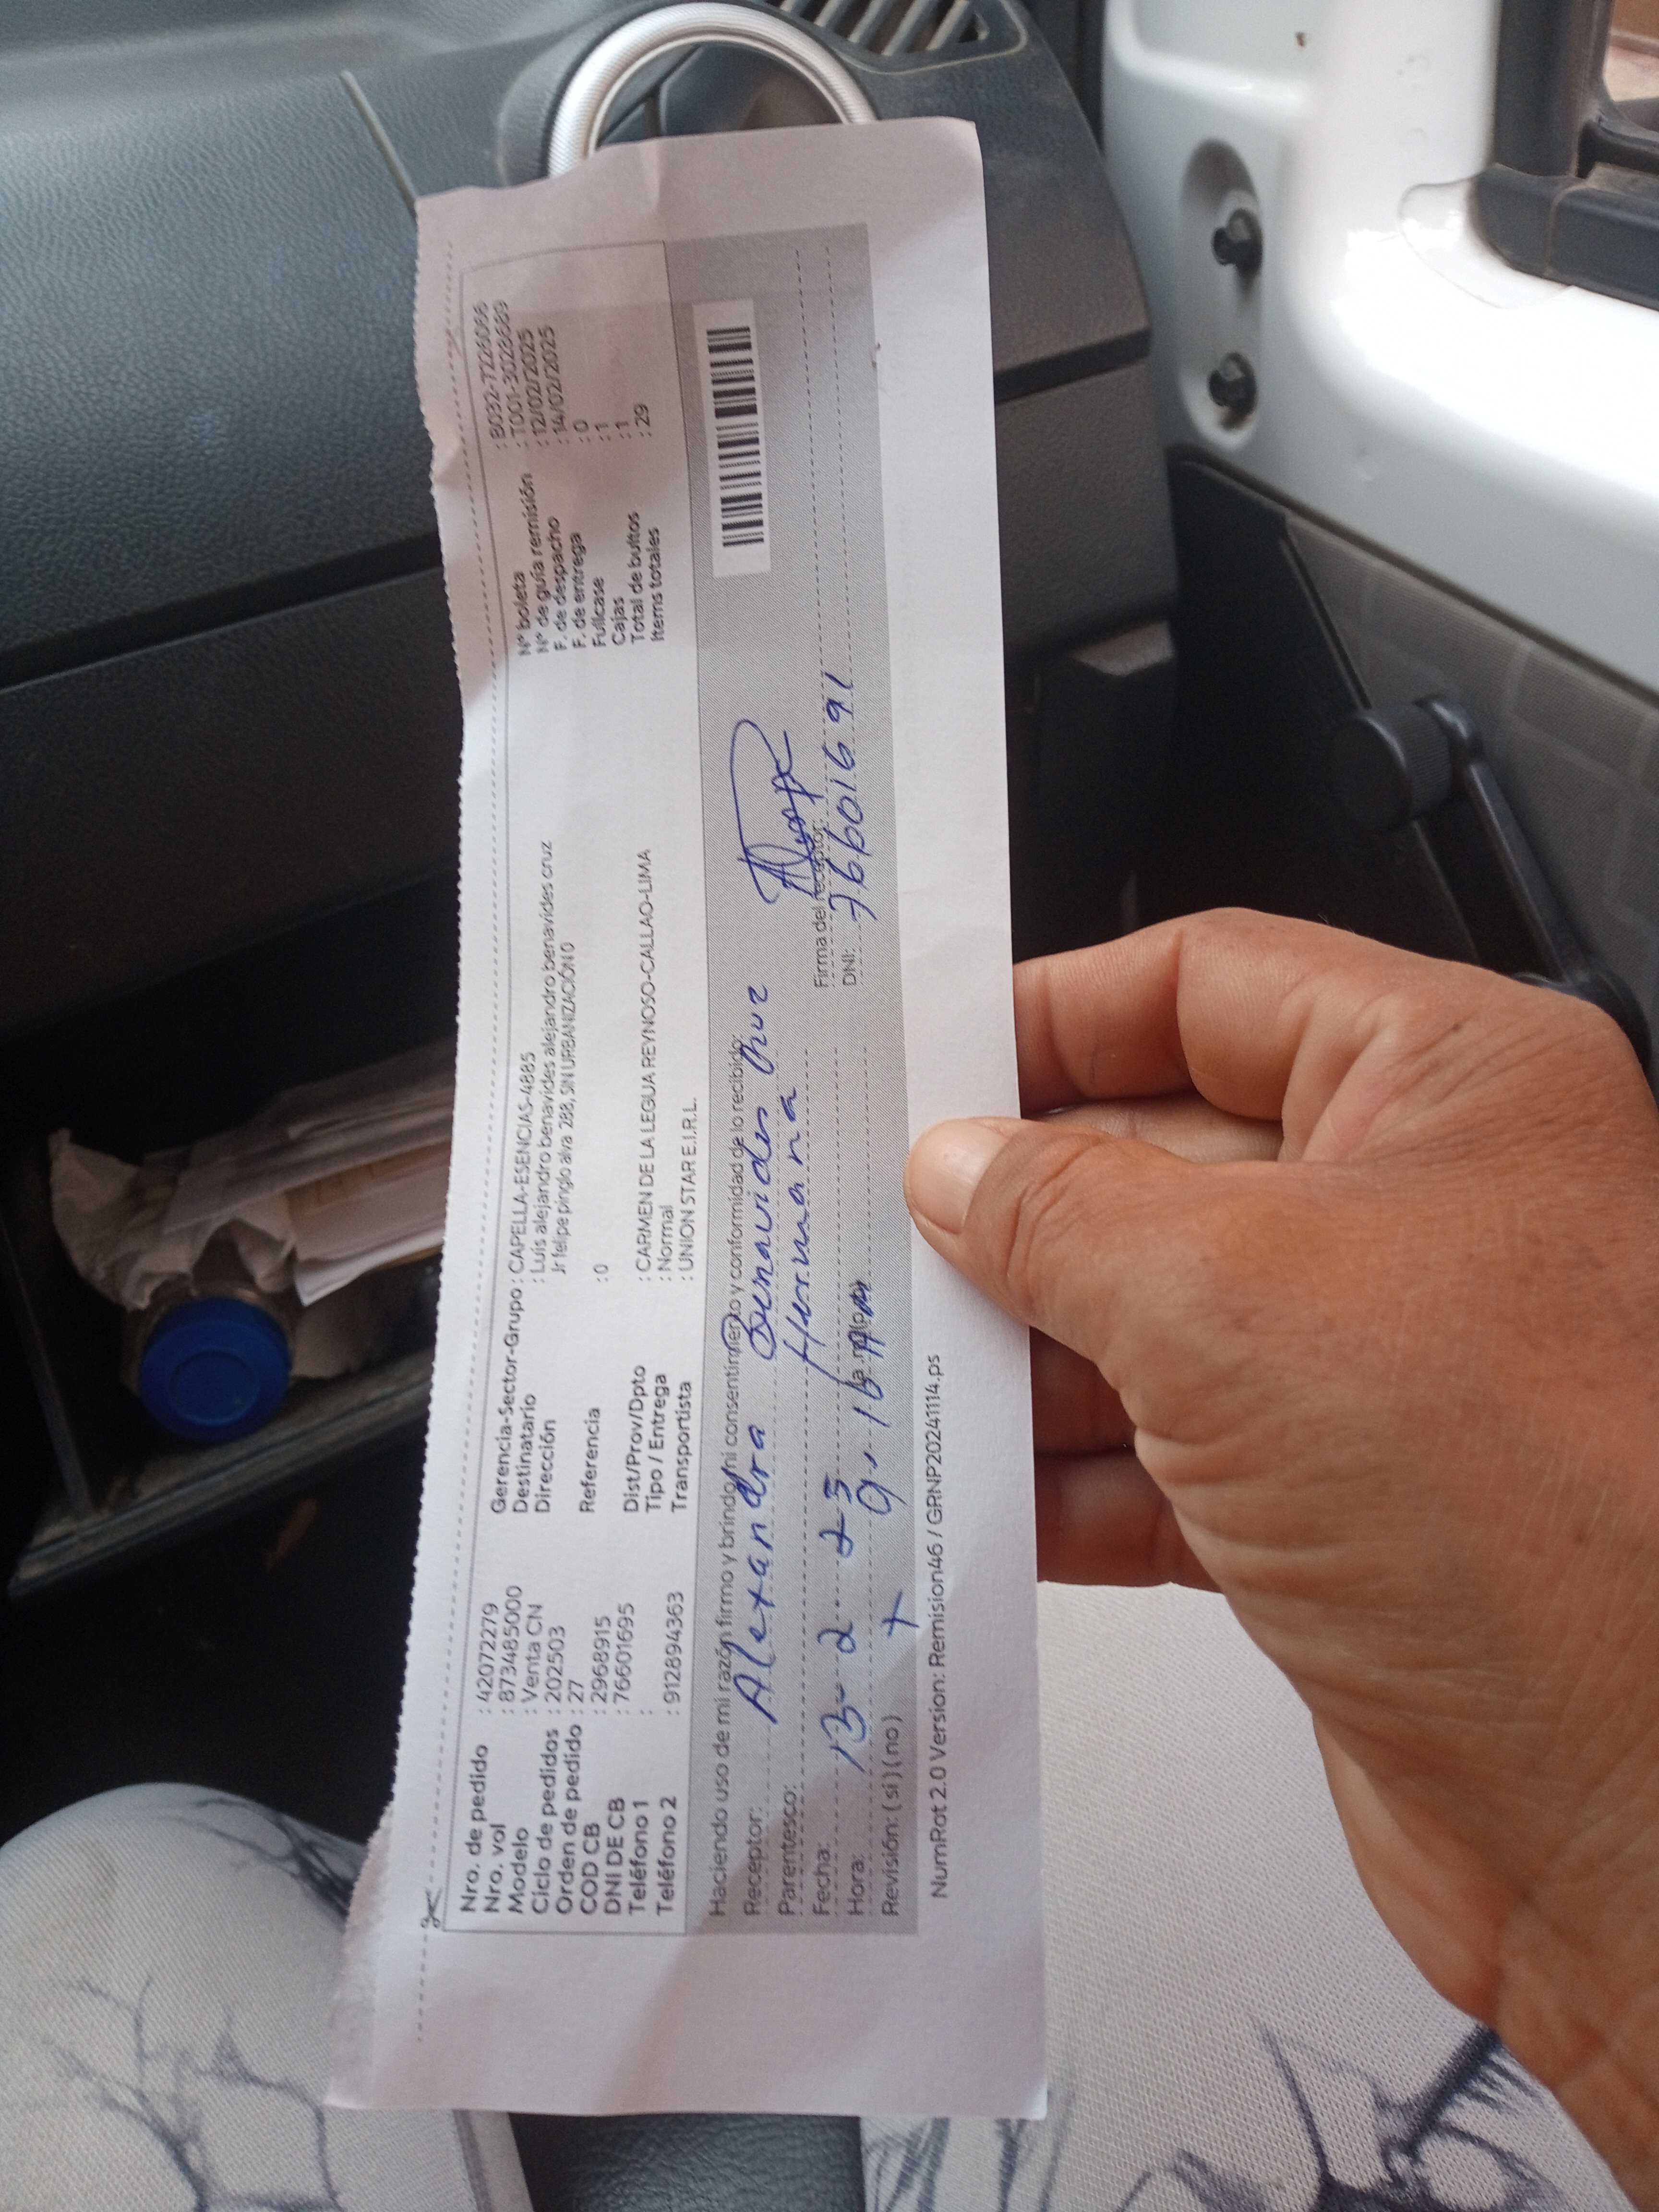 Nro. de pedido : 42072279
Nro. vol : 873485000
Modelo : Venta CN
Ciclo de pedidos : 202503
Orden de pedido : 27
COD CB : 2968915
DNI DE CB : 76601695
Teléfono 1 :
Teléfono 2 : 912894363
Gerencia-Sector-Grupo : CAPELLA-ESENCIAS-4885
Destinatario : Luis alejandro benavides alejandro benavides cruz
Dirección Jr felipe pinglo alva 288, SIN URBANIZACIÓN 0
Referencia : 0
Dist/Prov/Dpto : CARMEN DE LA LEGUA REYNOSO-CALLAO-LIMA
Tipo / Entrega : Normal
Transportista : UNION STAR E.I.R.L.
N° boleta : B092-7226066
N° de guía remisión : T001-30286689
F. de despacho : 12/02/2025
F. de entrega : 14/02/2025
Fullcase : 0
Cajas : 1
Total de bultos : 1
Items totales : 29
Haciendo uso de mi razón firmo y brindo mi consentimiento y conformidad de lo recibido:
Receptor: Alexandra Benavides Cruz
Parentesco: Hermana
Fecha: 13- 2 25
Hora: 9:16 AM
Revisión: ( si ) ( no )
Firma del receptor:
DNI: 76601691
NumRot 2.0 Version: Remision46 / GRNP20241114.ps